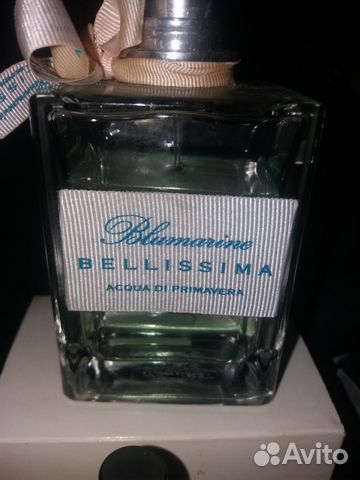 Blumarine
BELLISSIMA
ACQUA DI PRIMAVERA
Avito